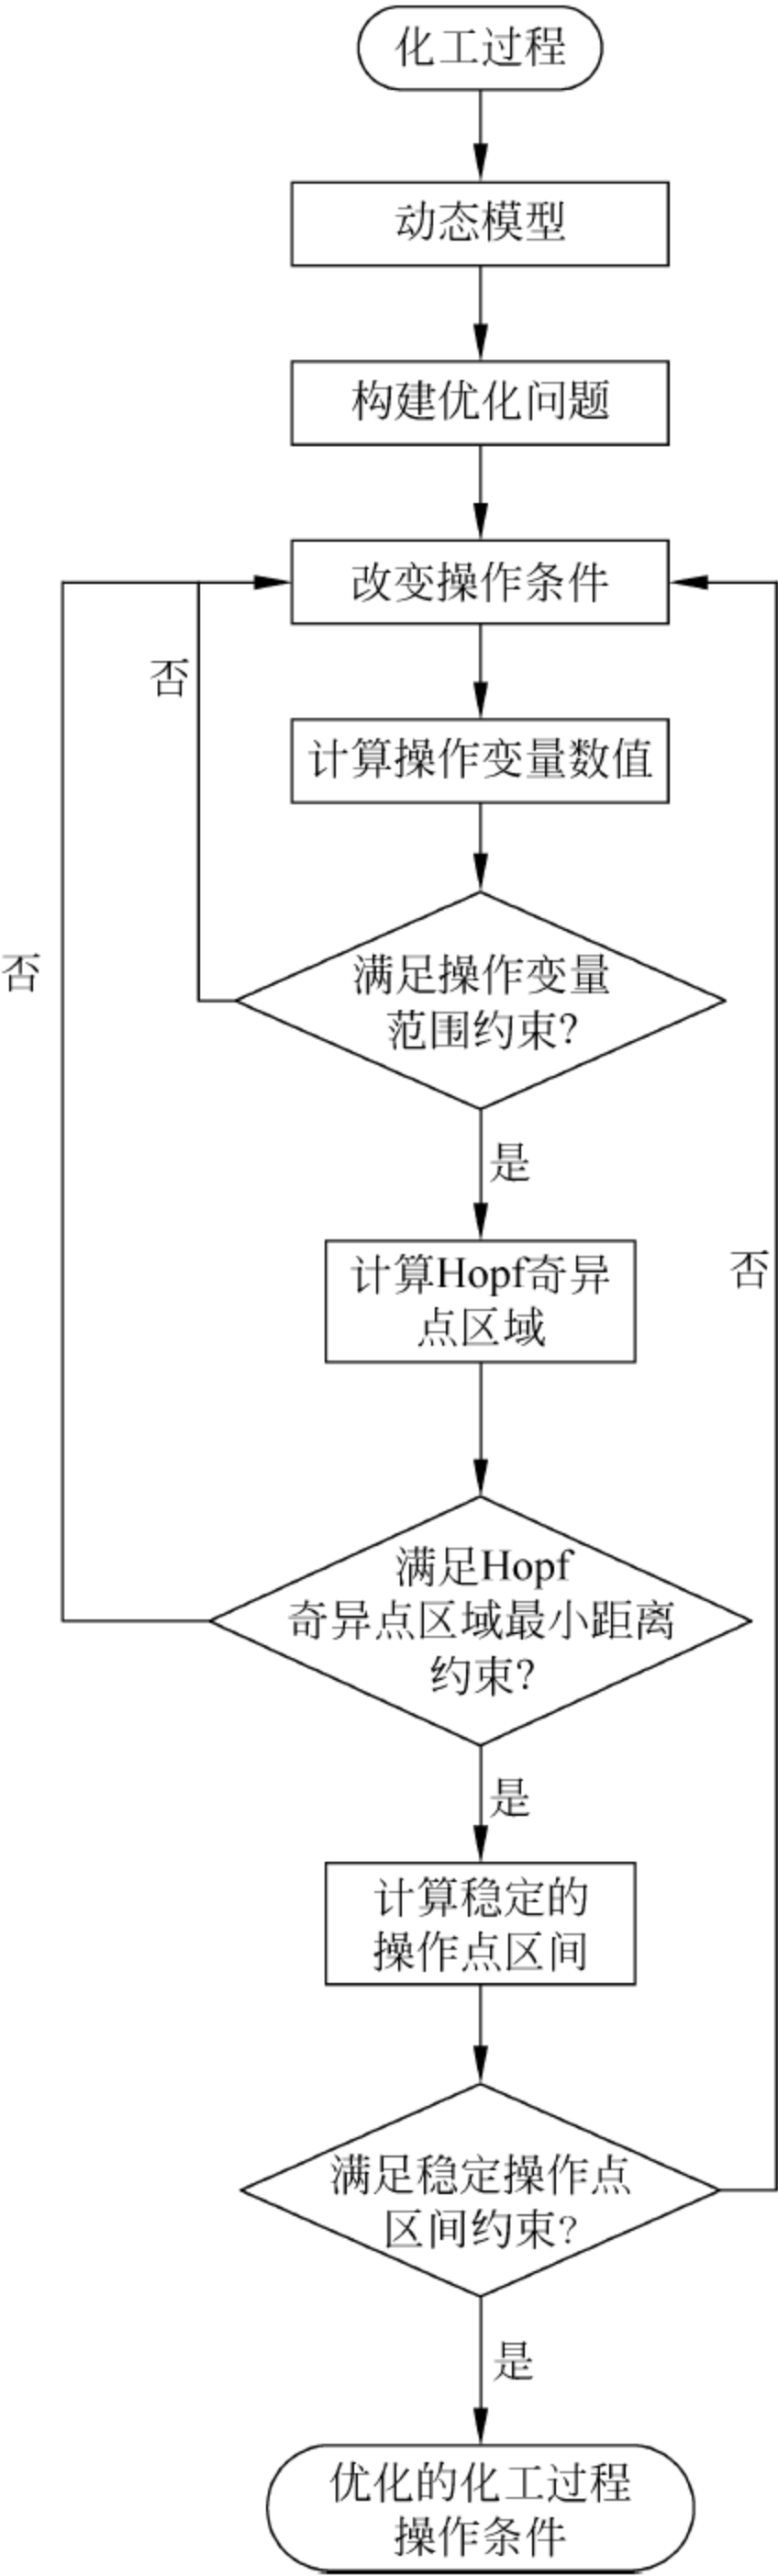 化工过程
动态模型
构建优化问题
改变操作条件
否
计算操作变量数值
否
满足操作变量
范围约束?
是
否
计算Hopf奇异
点区域
满足Hopf
奇异点区域最小距离
约束?
是
计算稳定的
操作点区间
满足稳定操作点
区间约束?
是
优化的化工过程
操作条件